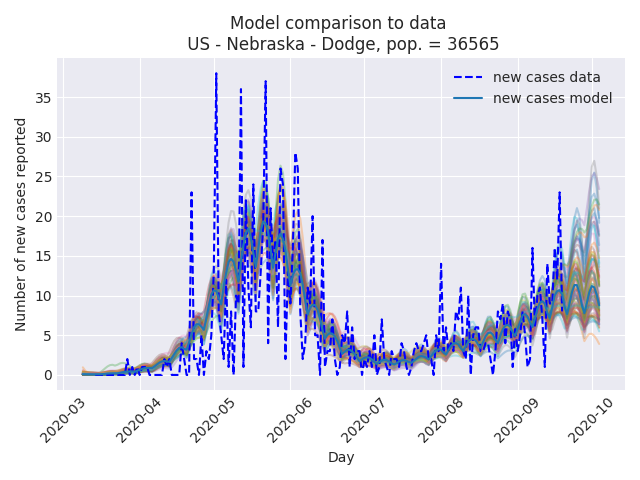 Model comparison to data
US - Nebraska - Dodge, pop. = 36565
new cases data
new cases model
Number of new cases reported
35
30
25
20
15
10
5
0
2020-03
2020-04
2020-05
2020-06
2020-07
2020-08
2020-09
2020-10
Day